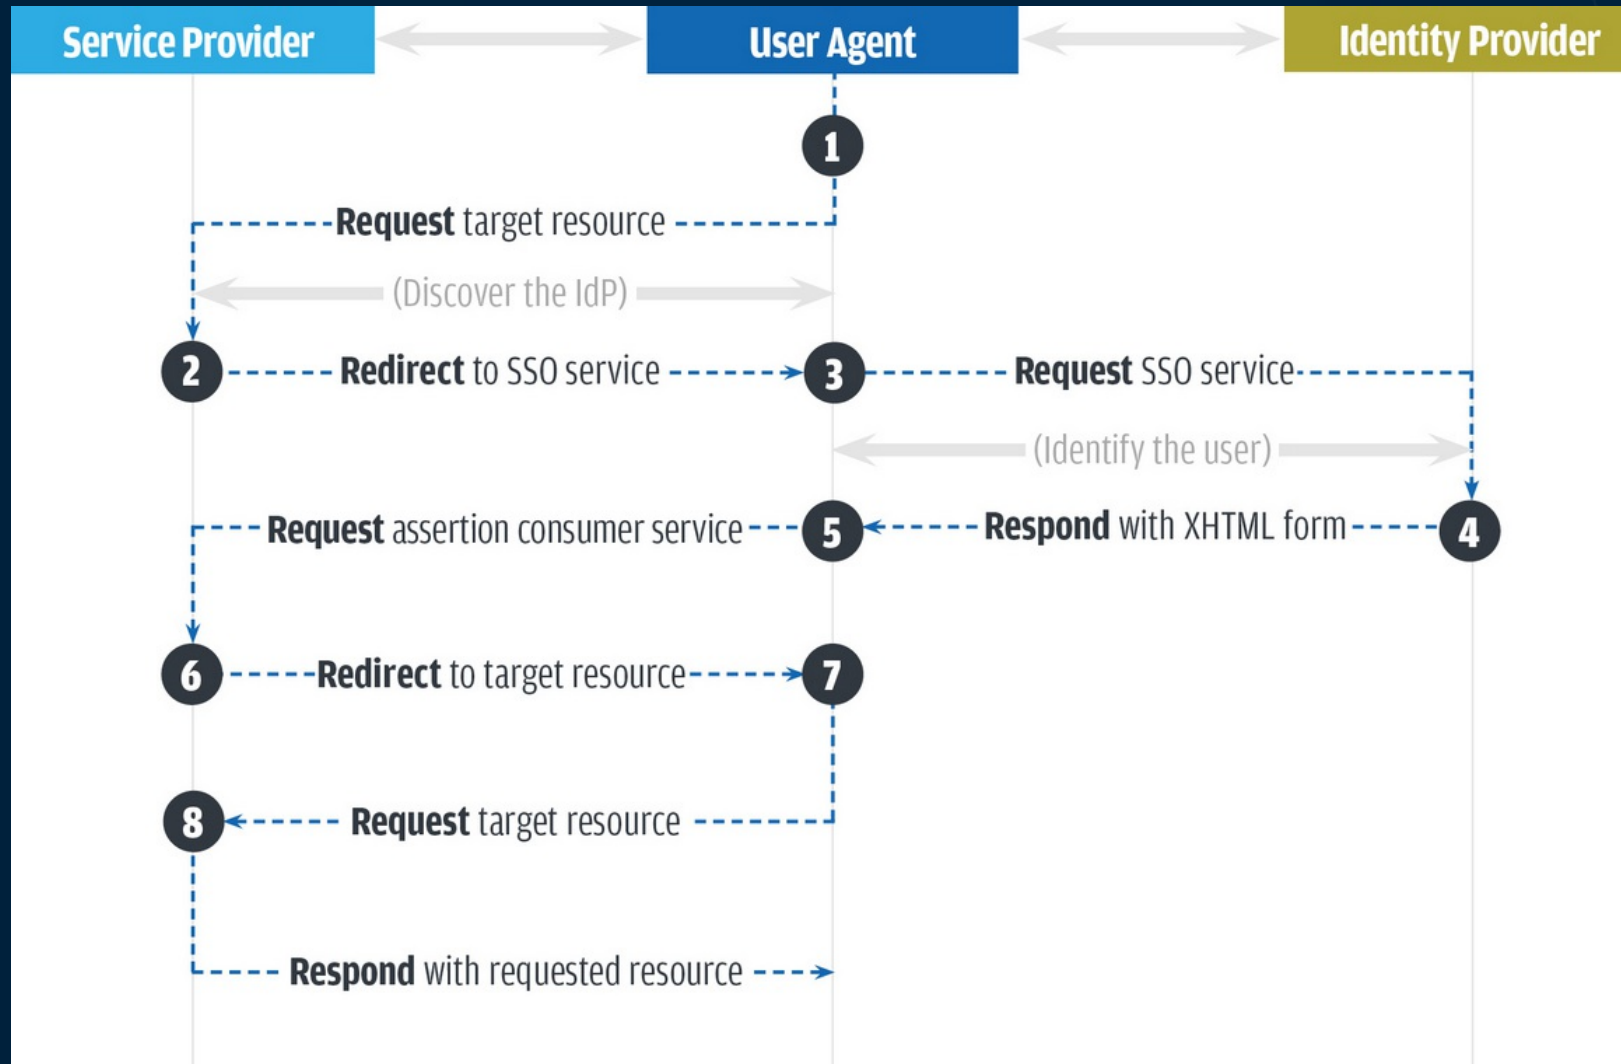 Service Provider
User Agent
Identity Provider
1
Request target resource
(Discover the IdP)
2
Redirect to SSO service
3
Request SSO service
(Identify the user)
Request assertion consumer service
5
Respond with XHTML form
4
6
Redirect to target resource
7
8
Request target resource
Respond with requested resource